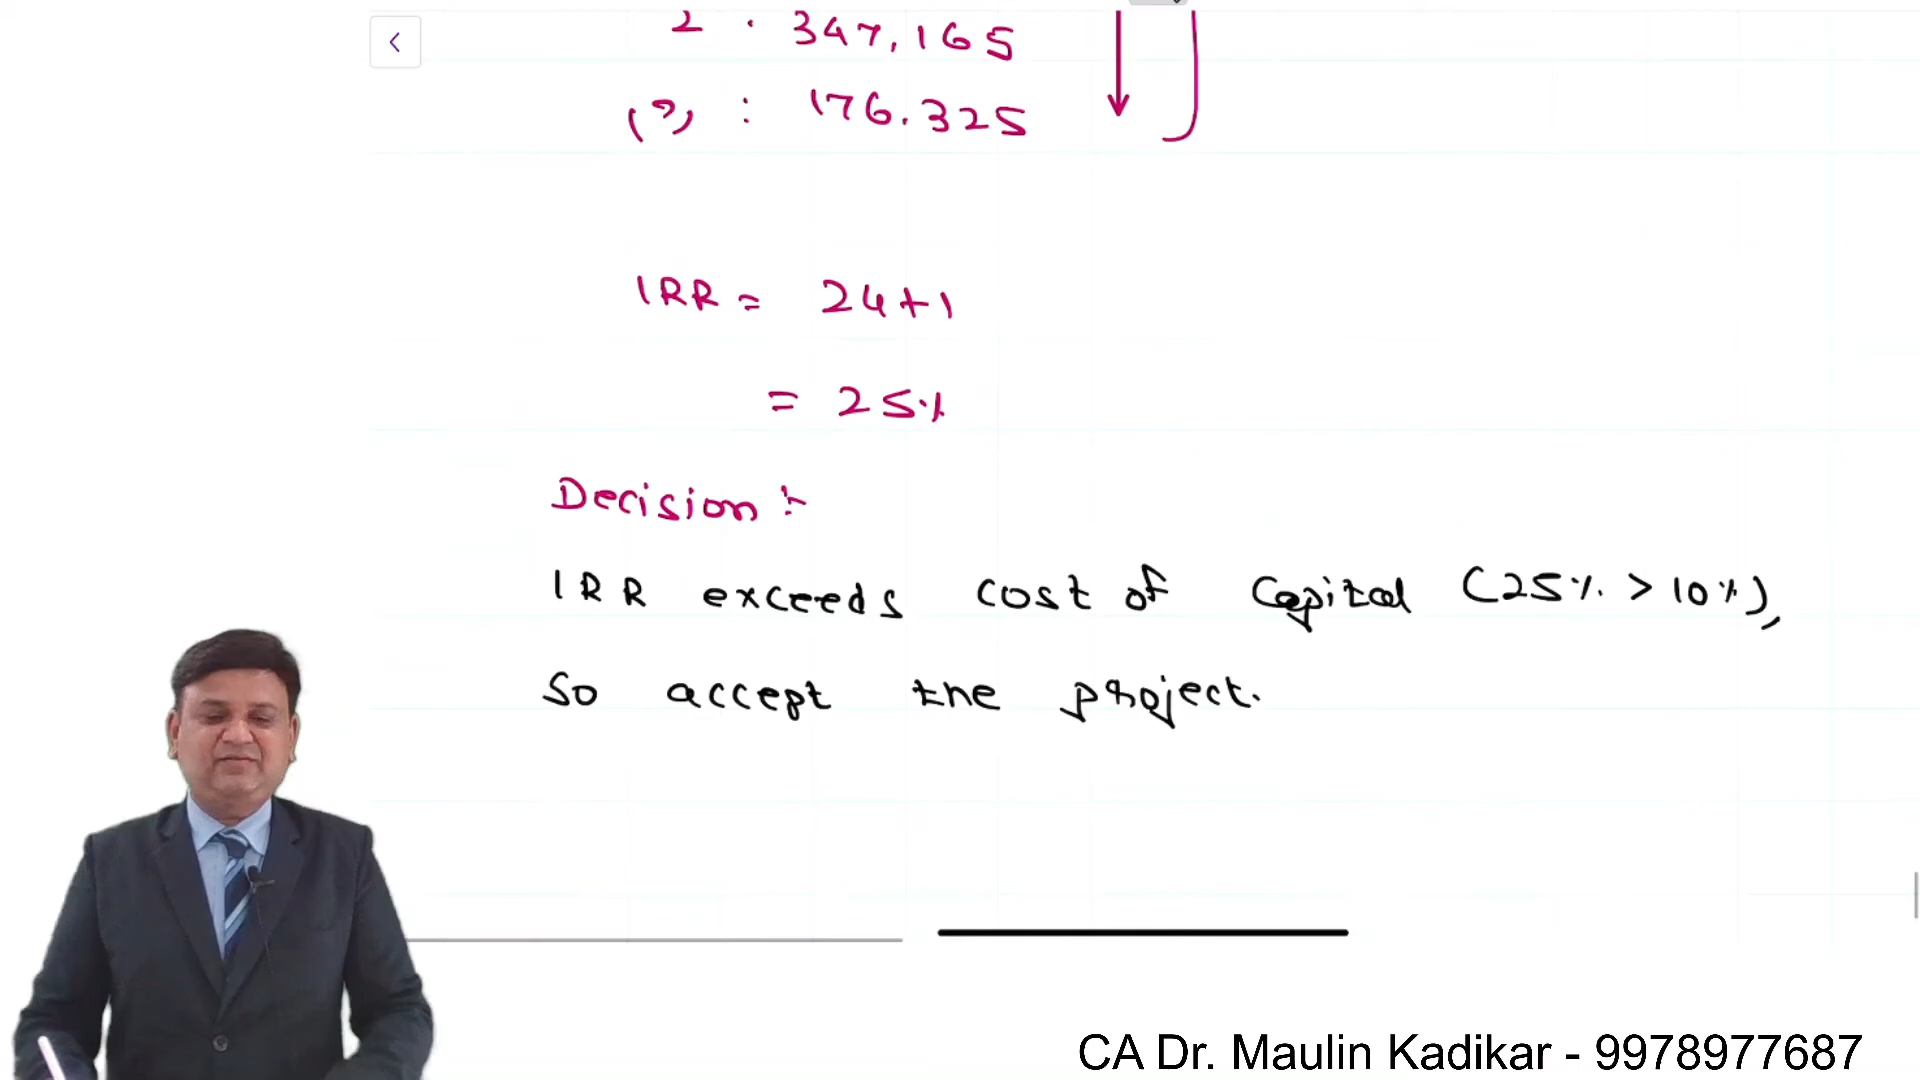 2 : 347,165
(?) : 176.325
IRR = 24+1
= 25%
Decision :-
IRR exceeds cost of Capital (25% > 10%),
so accept the project.
CA Dr. Maulin Kadikar - 9978977687